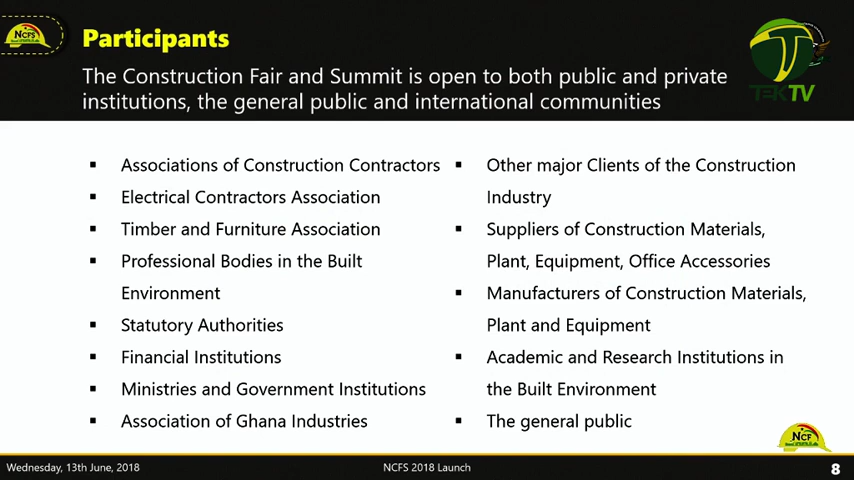 NCFS
Participants
The Construction Fair and Summit is open to both public and private
institutions, the general public and international communities
TEKTV
▪ Associations of Construction Contractors
▪ Electrical Contractors Association
▪ Timber and Furniture Association
▪ Professional Bodies in the Built
Environment
▪ Statutory Authorities
▪ Financial Institutions
▪ Ministries and Government Institutions
▪ Association of Ghana Industries
▪ Other major Clients of the Construction
Industry
▪ Suppliers of Construction Materials,
Plant, Equipment, Office Accessories
▪ Manufacturers of Construction Materials,
Plant and Equipment
▪ Academic and Research Institutions in
the Built Environment
▪ The general public
NCF
Wednesday, 13th June, 2018
NCFS 2018 Launch
8